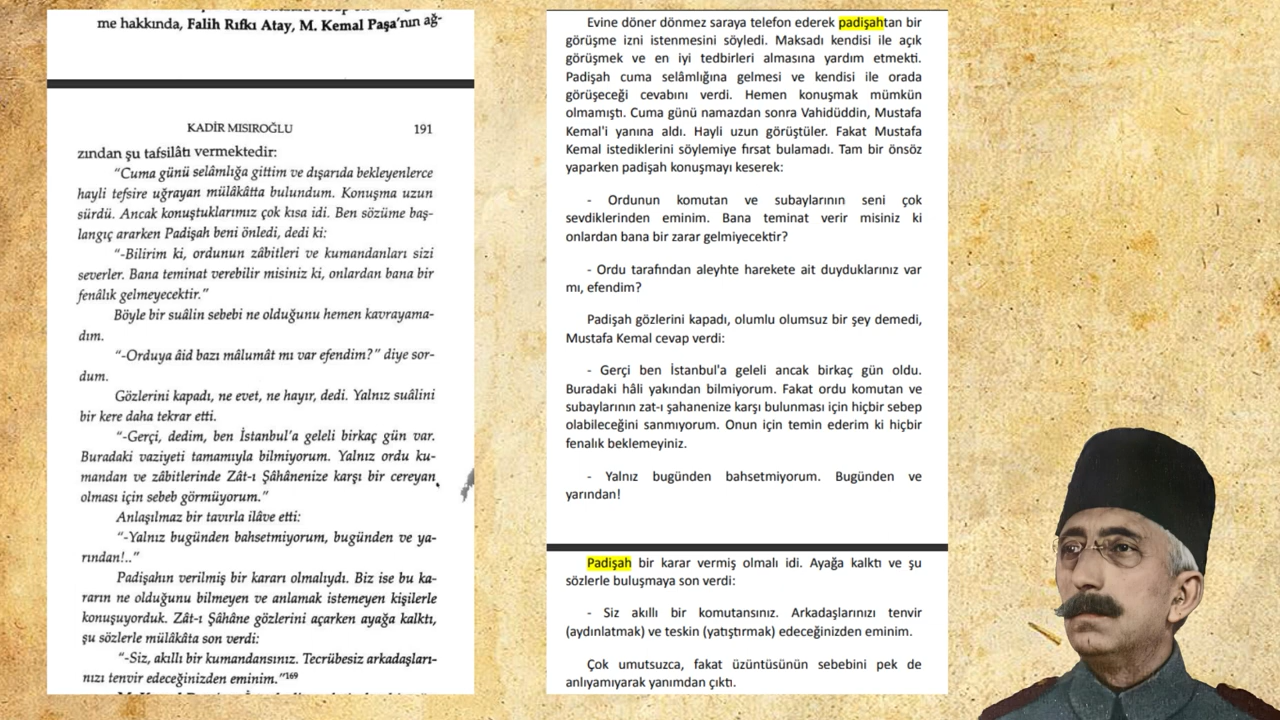 me hakkında, Falih Rıfkı Atay, M. Kemal Paşa'nın ağ-
KADİR MISIROĞLU 191
zından şu tafsilâtı vermektedir:
"Cuma günü selâmlığa gittim ve dışarıda bekleyenlerce
hayli tefsire uğrayan mülâkâtta bulundum. Konuşma uzun
sürdü. Ancak konuştuklarımız çok kısa idi. Ben sözüme baş-
langıç ararken Padişah beni önledi, dedi ki:
"-Bilirim ki, ordunun zâbitleri ve kumandanları sizi
severler. Bana teminat verebilir misiniz ki, onlardan bana bir
fenâlık gelmeyecektir."
Böyle bir suâlin sebebi ne olduğunu hemen kavrayama-
dım.
"-Orduya âid bazı mâlumât mı var efendim?" diye sor-
dum.
Gözlerini kapadı, ne evet, ne hayır, dedi. Yalnız suâlini
bir kere daha tekrar etti.
"-Gerçi, dedim, ben İstanbul'a geleli birkaç gün var.
Buradaki vaziyeti tamamıyla bilmiyorum. Yalnız ordu ku-
mandan ve zâbitlerinde Zât-ı Şâhânenize karşı bir cereyan
olması için sebeb görmüyorum."
Anlaşılmaz bir tavırla ilâve etti:
"-Yalnız bugünden bahsetmiyorum, bugünden ve ya-
rından!.."
Padişahın verilmiş bir kararı olmalıydı. Biz ise bu ka-
rarın ne olduğunu bilmeyen ve anlamak istemeyen kişilerle
konuşuyorduk. Zât-ı Şâhâne gözlerini açarken ayağa kalktı,
şu sözlerle mülâkâta son verdi:
"-Siz, akıllı bir kumandansınız. Tecrübesiz arkadaşları-
nızı tenvir edeceğinizden eminim."169
Evine döner dönmez saraya telefon ederek padişahtan bir
görüşme izni istenmesini söyledi. Maksadı kendisi ile açık
görüşmek ve en iyi tedbirleri almasına yardım etmekti.
Padişah cuma selâmlığına gelmesi ve kendisi ile orada
görüşeceği cevabını verdi. Hemen konuşmak mümkün
olmamıştı. Cuma günü namazdan sonra Vahidüddin, Mustafa
Kemal'i yanına aldı. Hayli uzun görüştüler. Fakat Mustafa
Kemal istediklerini söylemiye fırsat bulamadı. Tam bir önsöz
yaparken padişah konuşmayı keserek:
- Ordunun komutan ve subaylarının seni çok
sevdiklerinden eminim. Bana teminat verir misiniz ki
onlardan bana bir zarar gelmiyecektir?
- Ordu tarafından aleyhte harekete ait duyduklarınız var
mı, efendim?
Padişah gözlerini kapadı, olumlu olumsuz bir şey demedi,
Mustafa Kemal cevap verdi:
- Gerçi ben İstanbul'a geleli ancak birkaç gün oldu.
Buradaki hâli yakından bilmiyorum. Fakat ordu komutan ve
subaylarının zat-ı şahanenize karşı bulunması için hiçbir sebep
olabileceğini sanmıyorum. Onun için temin ederim ki hiçbir
fenalık beklemeyiniz.
- Yalnız bugünden bahsetmiyorum. Bugünden ve
yarından!
Padişah bir karar vermiş olmalı idi. Ayağa kalktı ve şu
sözlerle buluşmaya son verdi:
- Siz akıllı bir komutansınız. Arkadaşlarınızı tenvir
(aydınlatmak) ve teskin (yatıştırmak) edeceğinizden eminim.
Çok umutsuzca, fakat üzüntüsünün sebebini pek de
anlıyamıyarak yanımdan çıktı.